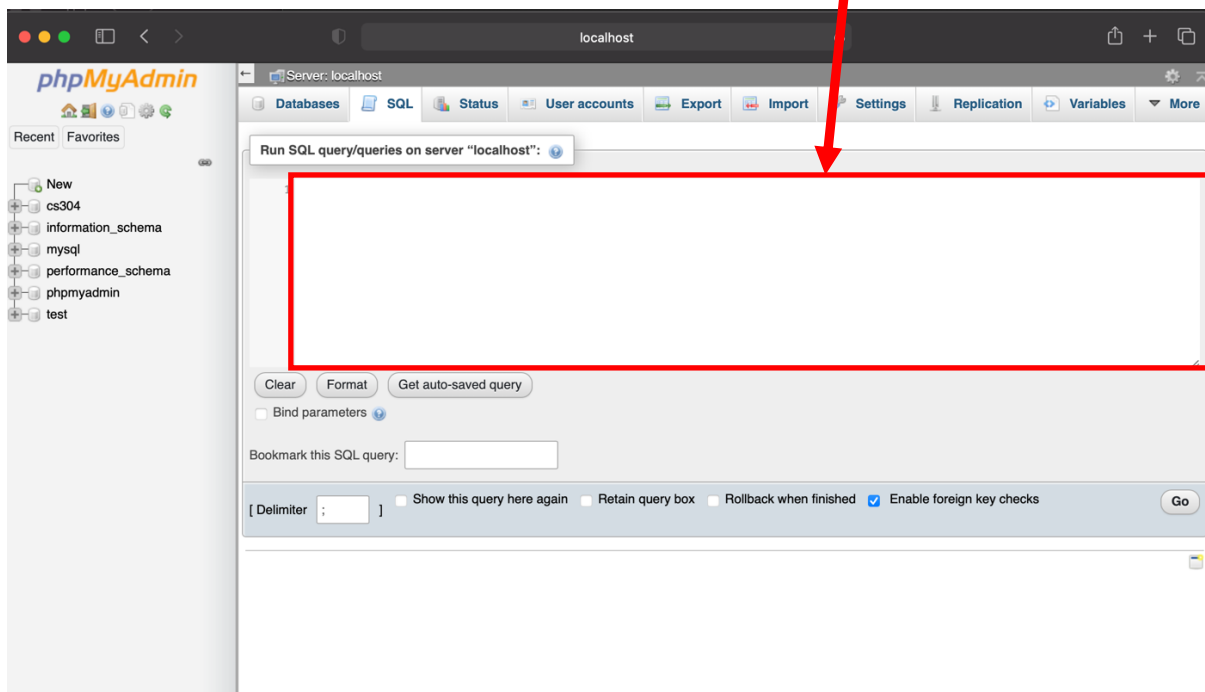 localhost
phpMyAdmin
Recent Favorites
New
cs304
information_schema
mysql
performance_schema
phpmyadmin
test
Server: localhost
Databases SQL Status User accounts Export Import Settings Replication Variables More
Run SQL query/queries on server “localhost”:
1
Clear Format Get auto-saved query
Bind parameters
Bookmark this SQL query:
[ Delimiter ; ] Show this query here again Retain query box Rollback when finished Enable foreign key checks Go